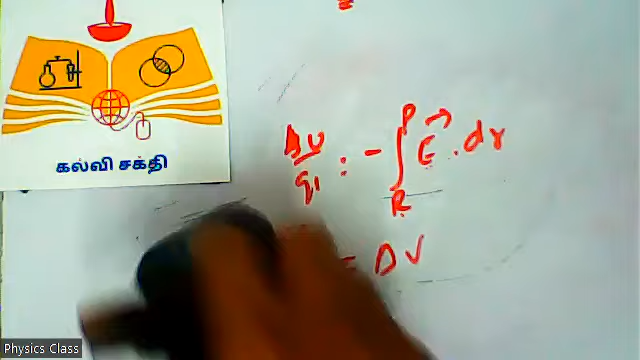 கல்வி சக்தி
ΔU/q₁ = - ∫ᴿᴾ E⃗ . dr
= ΔV
Physics Class